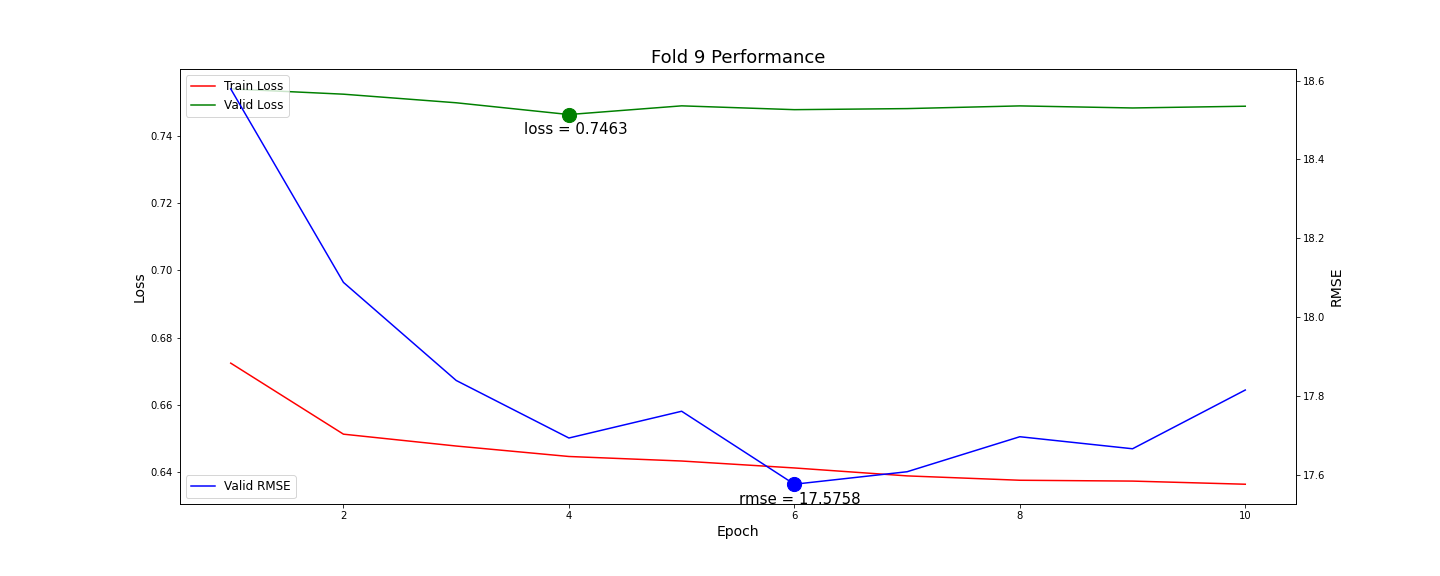 Fold 9 Performance
Train Loss
Valid Loss
loss = 0.7463
0.74
0.72
0.70
0.68
0.66
0.64
Loss
18.6
18.4
18.2
18.0
17.8
17.6
RMSE
Valid RMSE
rmse = 17.5758
2
4
6
8
10
Epoch